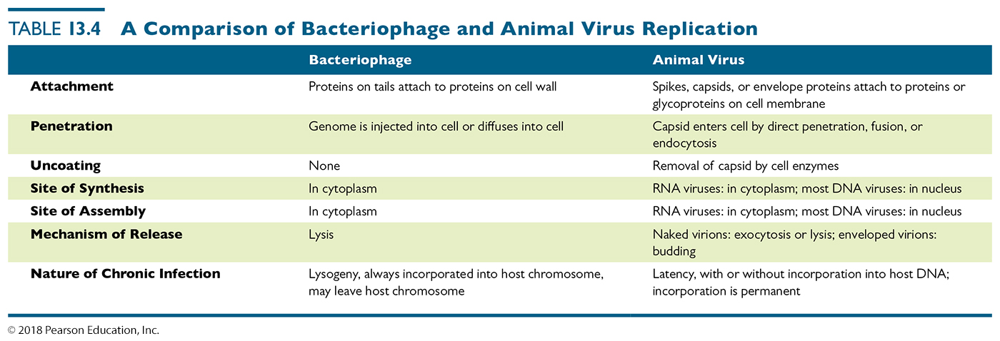 TABLE 13.4 A Comparison of Bacteriophage and Animal Virus Replication
Bacteriophage Animal Virus
Attachment Proteins on tails attach to proteins on cell wall Spikes, capsids, or envelope proteins attach to proteins or
glycoproteins on cell membrane
Penetration Genome is injected into cell or diffuses into cell Capsid enters cell by direct penetration, fusion, or
endocytosis
Uncoating None Removal of capsid by cell enzymes
Site of Synthesis In cytoplasm RNA viruses: in cytoplasm; most DNA viruses: in nucleus
Site of Assembly In cytoplasm RNA viruses: in cytoplasm; most DNA viruses: in nucleus
Mechanism of Release Lysis Naked virions: exocytosis or lysis; enveloped virions:
budding
Nature of Chronic Infection Lysogeny, always incorporated into host chromosome, Latency, with or without incorporation into host DNA;
may leave host chromosome incorporation is permanent
© 2018 Pearson Education, Inc.